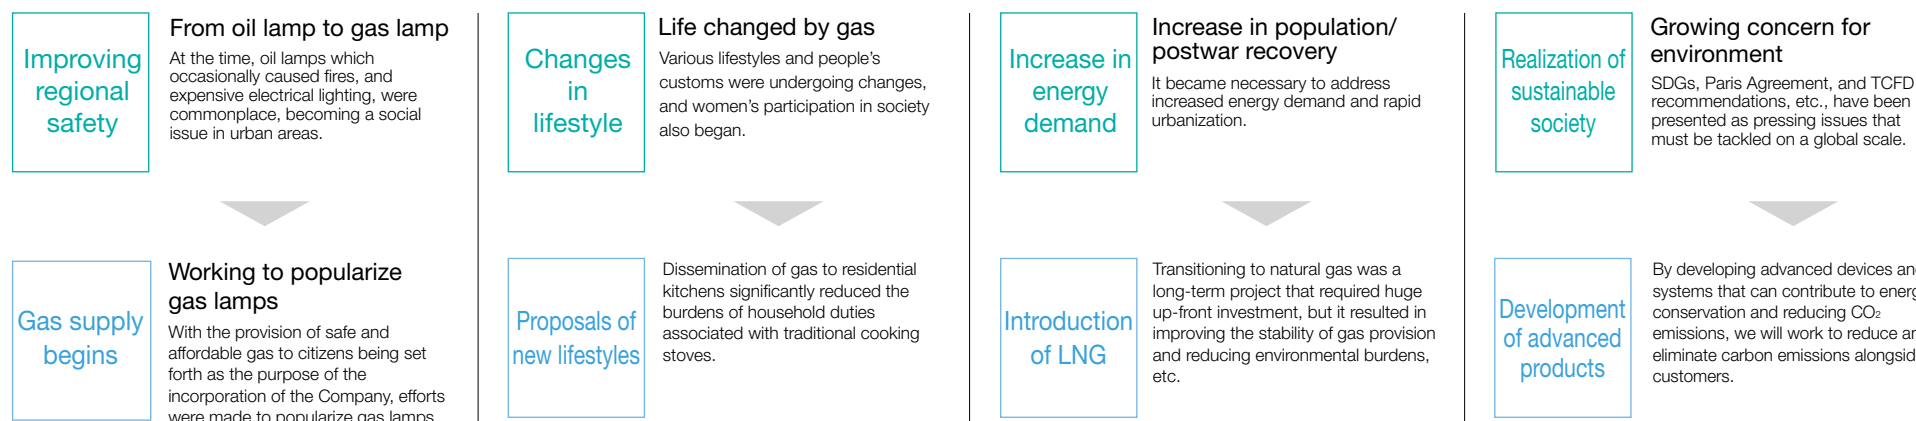 Improving
regional
safety
From oil lamp to gas lamp
At the time, oil lamps which
occasionally caused fires, and
expensive electrical lighting, were
commonplace, becoming a social
issue in urban areas.
Gas supply
begins
Working to popularize
gas lamps
With the provision of safe and
affordable gas to citizens being set
forth as the purpose of the
incorporation of the Company, efforts
were made to popularize gas lamps
Changes
in
lifestyle
Life changed by gas
Various lifestyles and people's
customs were undergoing changes,
and women's participation in society
also began.
Proposals of
new lifestyles
Dissemination of gas to residential
kitchens significantly reduced the
burdens of household duties
associated with traditional cooking
stoves.
Increase in
energy
demand
Increase in population/
postwar recovery
It became necessary to address
increased energy demand and rapid
urbanization.
Introduction
of LNG
Transitioning to natural gas was a
long-term project that required huge
up-front investment, but it resulted in
improving the stability of gas provision
and reducing environmental burdens,
etc.
Realization of
sustainable
society
Growing concern for
environment
SDGs, Paris Agreement, and TCFD
recommendations, etc., have been
presented as pressing issues that
must be tackled on a global scale.
Development
of advanced
products
By developing advanced devices
systems that can contribute to
conservation and reducing CO₂
emissions, we will work to reduce
eliminate carbon emissions
customers.